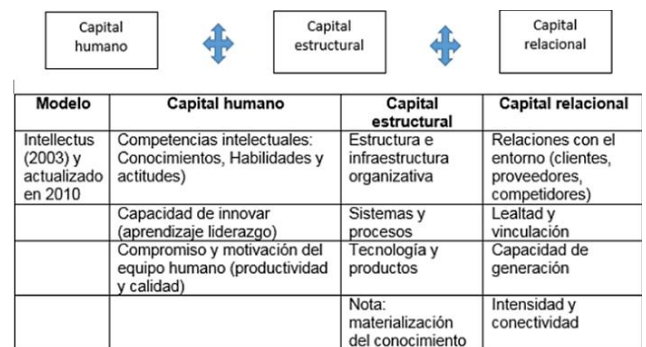 Capital
humano
Capital
estructural
Capital
relacional
Modelo
Capital humano
Capital
estructural
Capital relacional
Intellectus
(2003) y
actualizado
en 2010
Competencias intelectuales:
Conocimientos, Habilidades y
actitudes)
Estructura e
infraestructura
organizativa
Relaciones con el
entorno (clientes,
proveedores,
competidores)
Capacidad de innovar
(aprendizaje liderazgo)
Sistemas y
procesos
Lealtad y
vinculación
Compromiso y motivación del
equipo humano (productividad
y calidad)
Tecnología y
productos
Capacidad de
generación
Nota:
materialización
del conocimiento
Intensidad y
conectividad